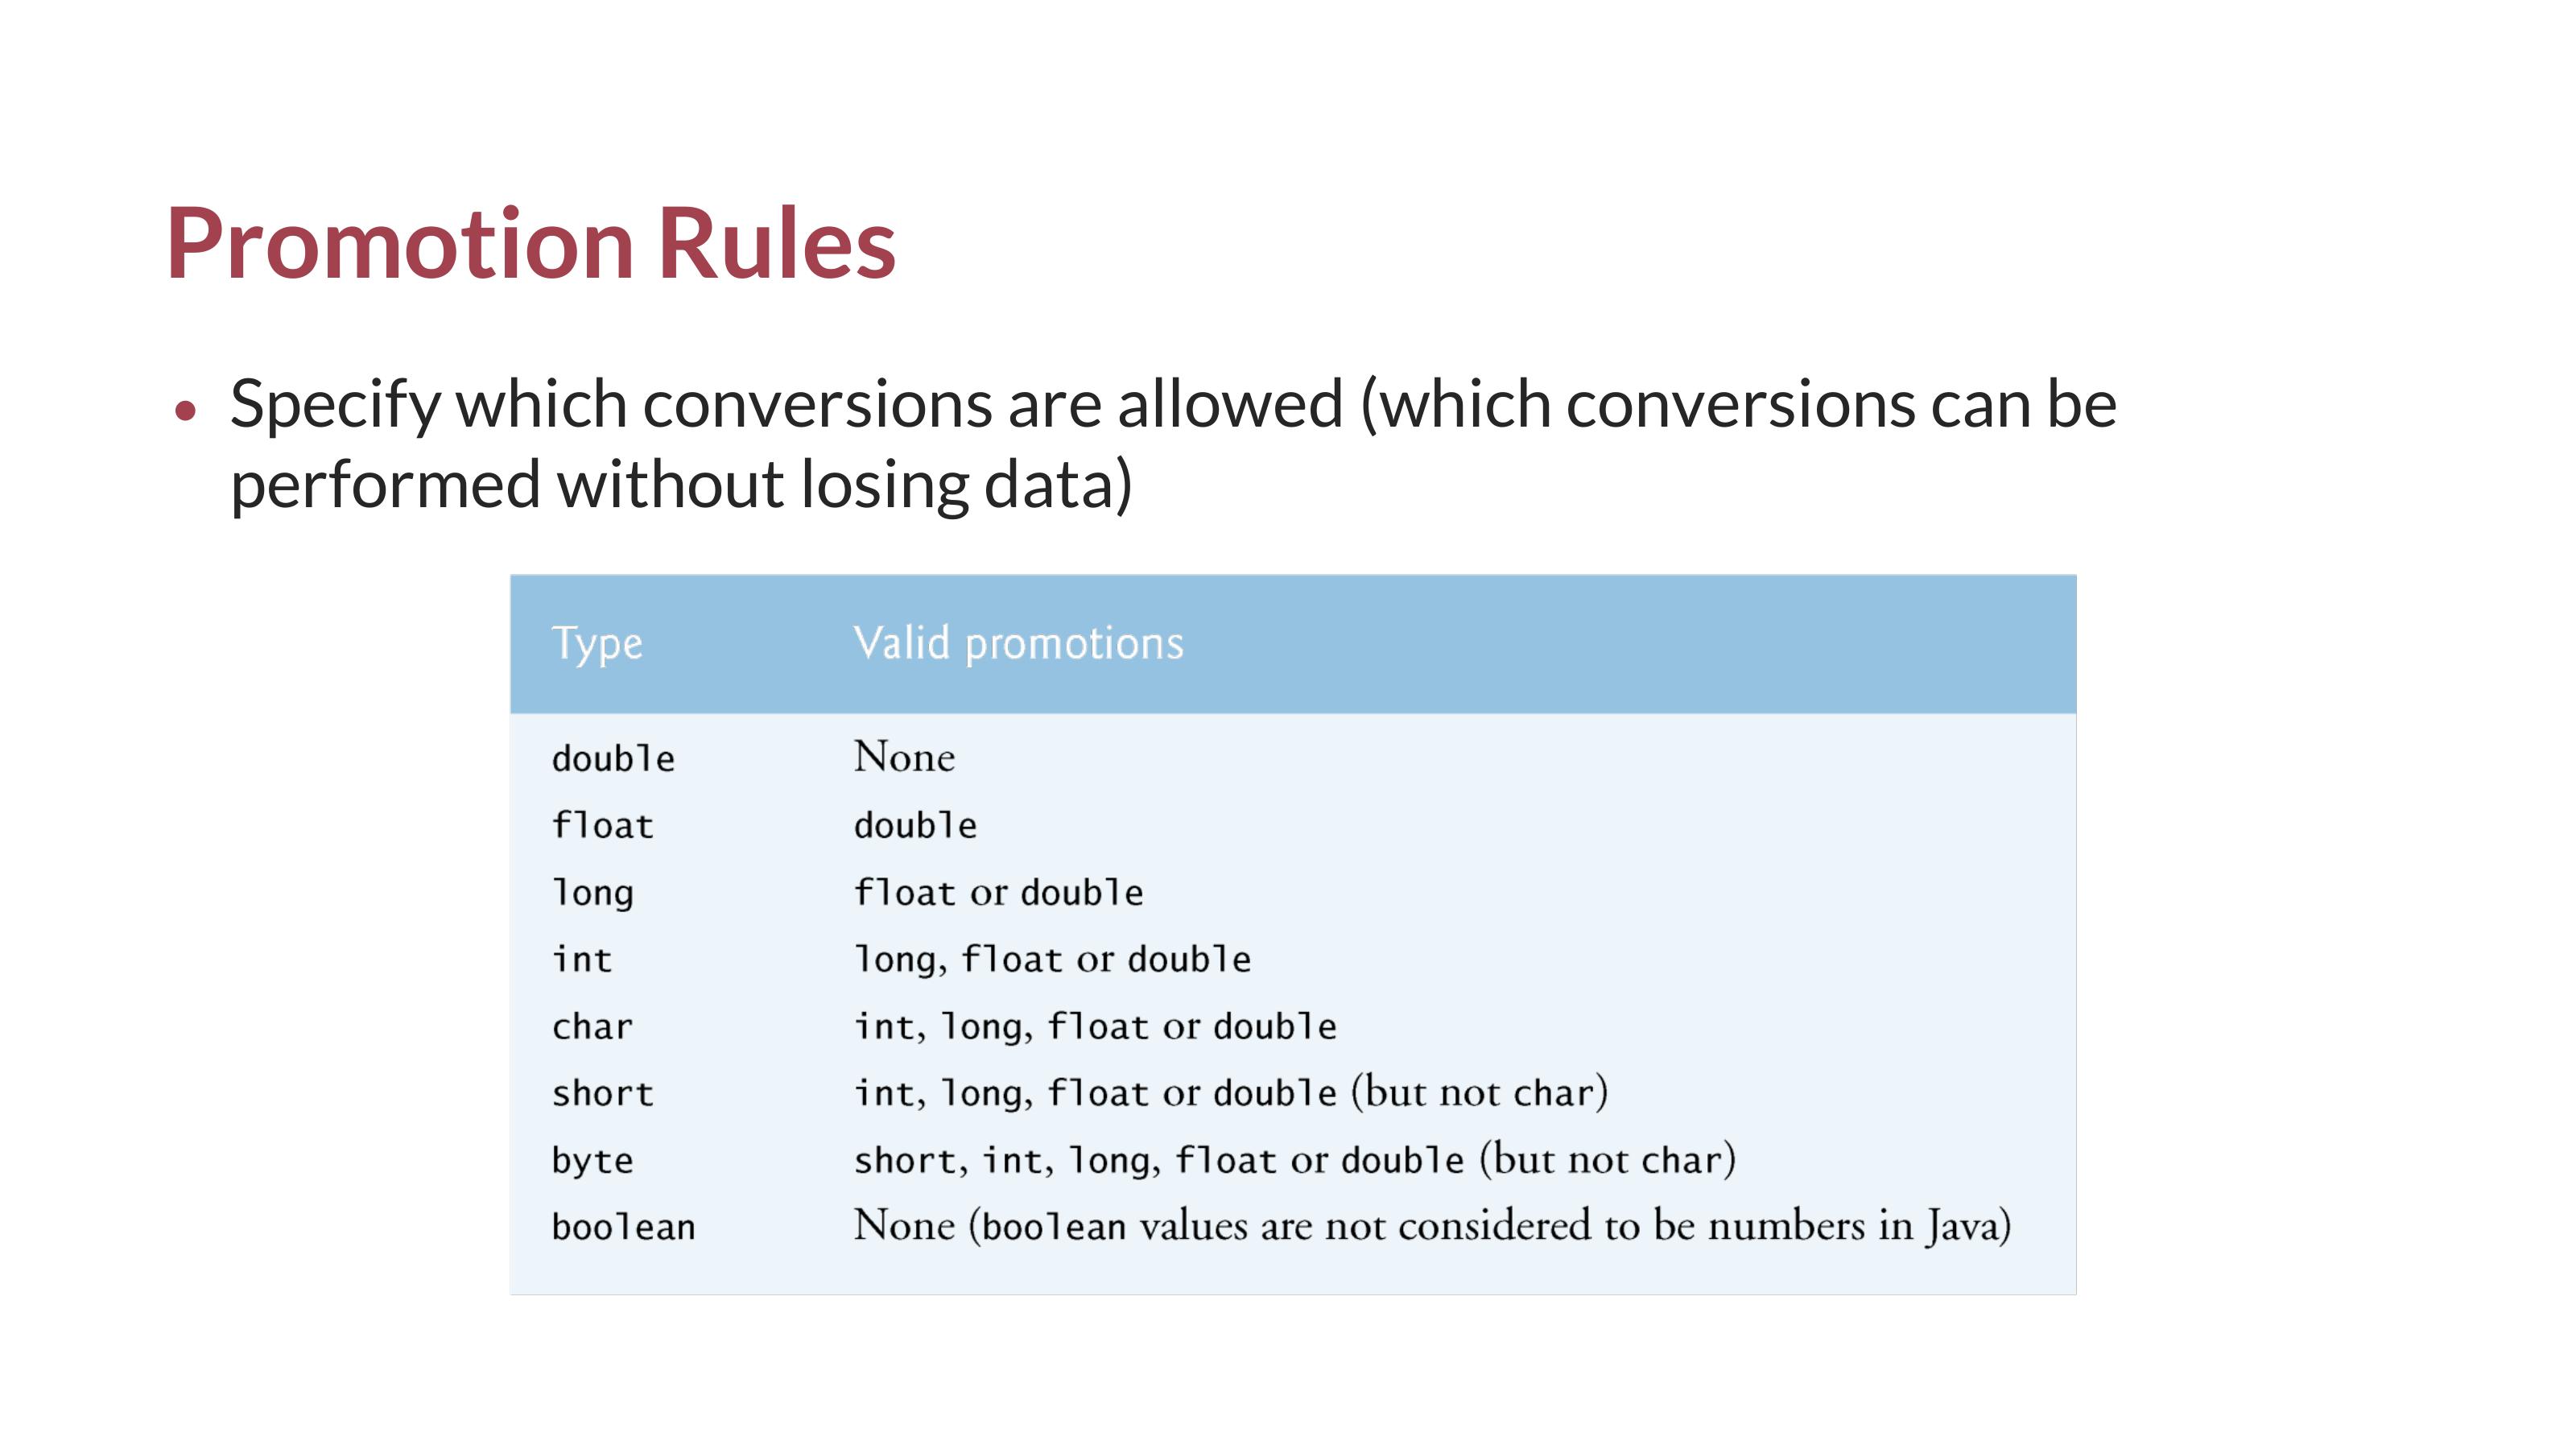 Promotion Rules
• Specify which conversions are allowed (which conversions can be
performed without losing data)
Type Valid promotions
double None
float double
long float or double
int long, float or double
char int, long, float or double
short int, long, float or double (but not char)
byte short, int, long, float or double (but not char)
boolean None (boolean values are not considered to be numbers in Java)